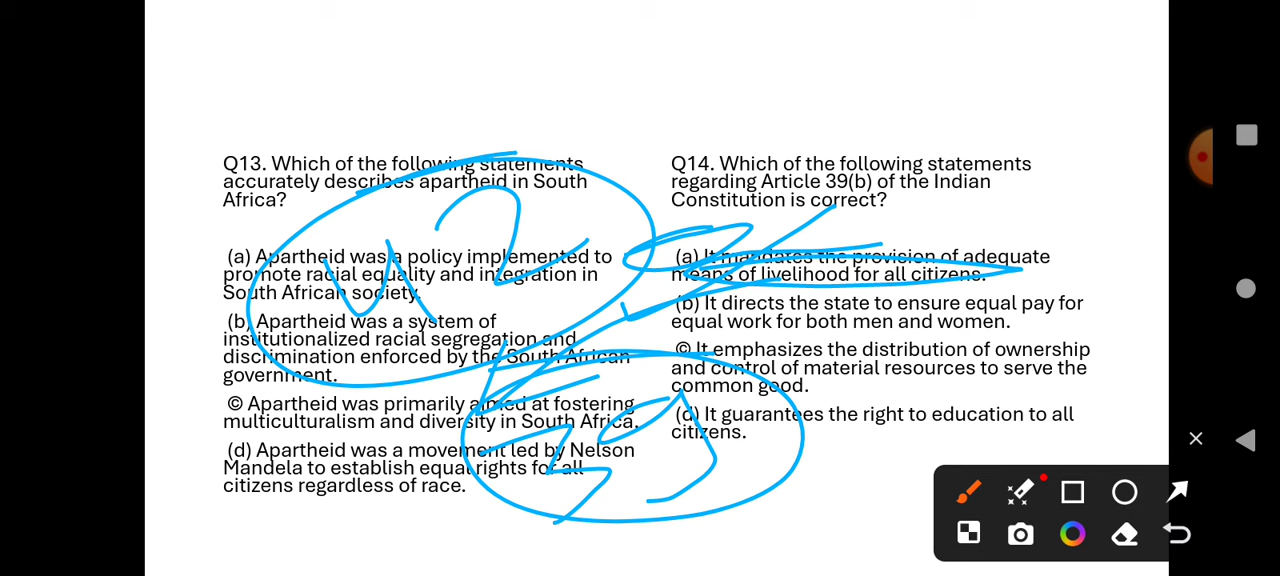 Q13. Which of the following statements
accurately describes apartheid in South
Africa?
(a) Apartheid was a policy implemented to
promote racial equality and integration in
South African society.
(b) Apartheid was a system of
institutionalized racial segregation and
discrimination enforced by the South African
government.
© Apartheid was primarily aimed at fostering
multiculturalism and diversity in South Africa.
(d) Apartheid was a movement led by Nelson
Mandela to establish equal rights for all
citizens regardless of race.
Q14. Which of the following statements
regarding Article 39(b) of the Indian
Constitution is correct?
(a) It mandates the provision of adequate
means of livelihood for all citizens.
(b) It directs the state to ensure equal pay for
equal work for both men and women.
© It emphasizes the distribution of ownership
and control of material resources to serve the
common good.
(d) It guarantees the right to education to all
citizens.